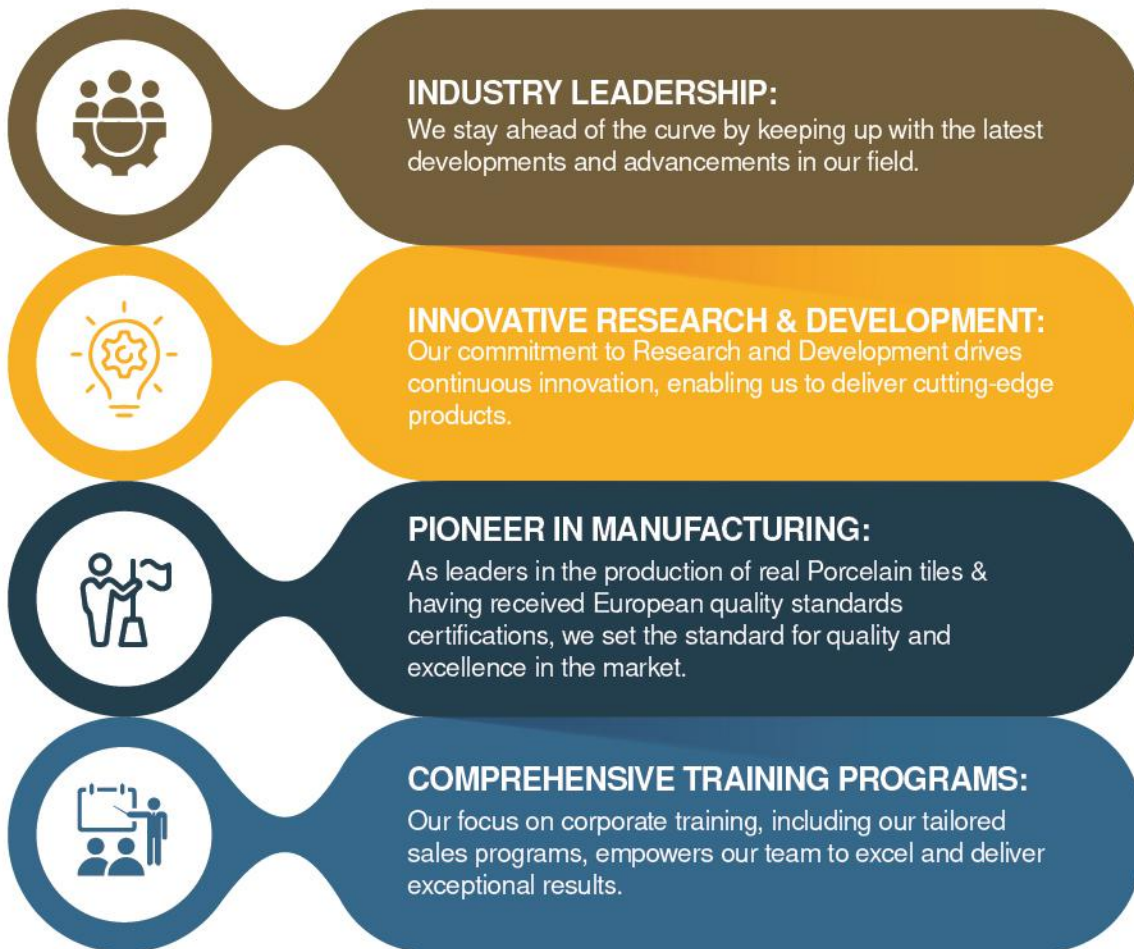 INDUSTRY LEADERSHIP:
We stay ahead of the curve by keeping up with the latest
developments and advancements in our field.
INNOVATIVE RESEARCH & DEVELOPMENT:
Our commitment to Research and Development drives
continuous innovation, enabling us to deliver cutting-edge
products.
PIONEER IN MANUFACTURING:
As leaders in the production of real Porcelain tiles &
having received European quality standards
certifications, we set the standard for quality and
excellence in the market.
COMPREHENSIVE TRAINING PROGRAMS:
Our focus on corporate training, including our tailored
sales programs, empowers our team to excel and deliver
exceptional results.